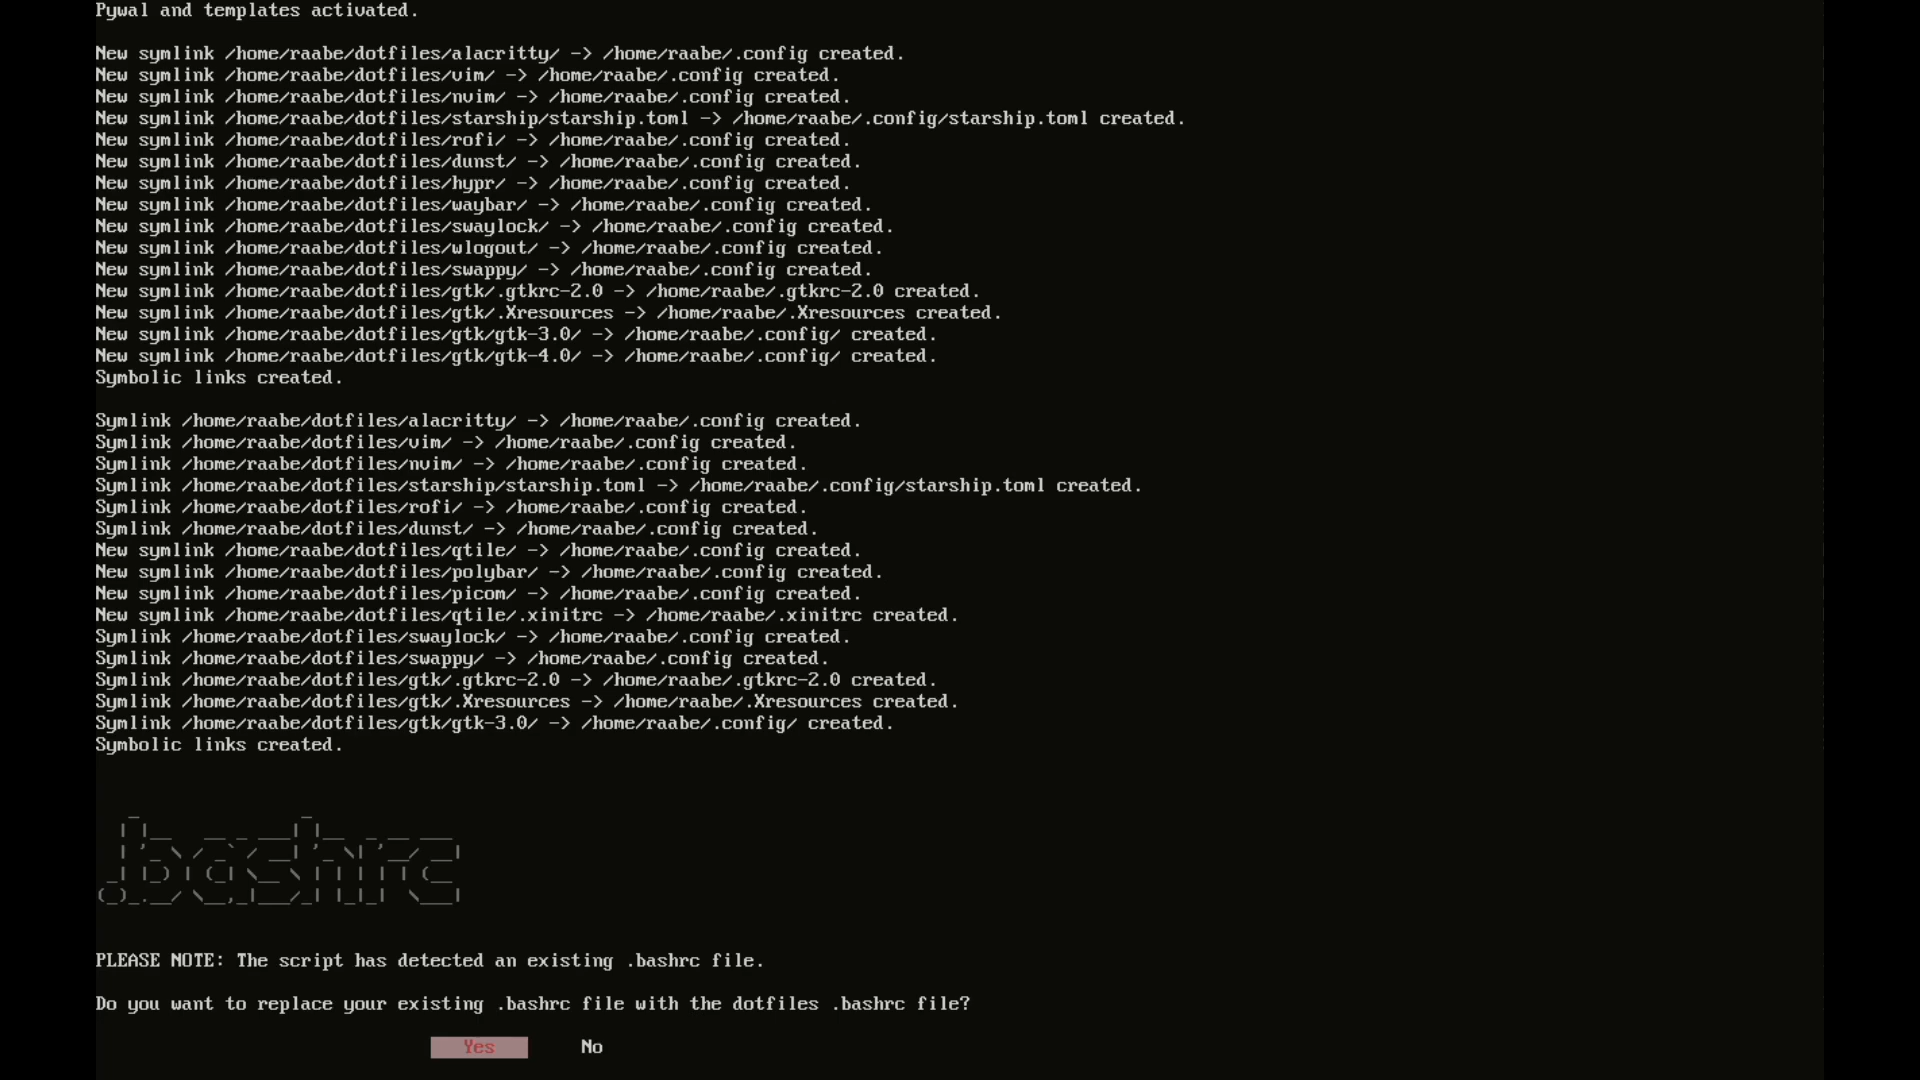 Pywal and templates activated.
New symlink /home/raabe/dotfiles/alacritty/ -> /home/raabe/.config created.
New symlink /home/raabe/dotfiles/vim/ -> /home/raabe/.config created.
New symlink /home/raabe/dotfiles/nvim/ -> /home/raabe/.config created.
New symlink /home/raabe/dotfiles/starship/starship.toml -> /home/raabe/.config/starship.toml created.
New symlink /home/raabe/dotfiles/rofi/ -> /home/raabe/.config created.
New symlink /home/raabe/dotfiles/dunst/ -> /home/raabe/.config created.
New symlink /home/raabe/dotfiles/hypr/ -> /home/raabe/.config created.
New symlink /home/raabe/dotfiles/waybar/ -> /home/raabe/.config created.
New symlink /home/raabe/dotfiles/swaylock/ -> /home/raabe/.config created.
New symlink /home/raabe/dotfiles/wlogout/ -> /home/raabe/.config created.
New symlink /home/raabe/dotfiles/swappy/ -> /home/raabe/.config created.
New symlink /home/raabe/dotfiles/gtk/.gtkrc-2.0 -> /home/raabe/.gtkrc-2.0 created.
New symlink /home/raabe/dotfiles/gtk/.Xresources -> /home/raabe/.Xresources created.
New symlink /home/raabe/dotfiles/gtk/gtk-3.0/ -> /home/raabe/.config/ created.
New symlink /home/raabe/dotfiles/gtk/gtk-4.0/ -> /home/raabe/.config/ created.
Symbolic links created.
Symlink /home/raabe/dotfiles/alacritty/ -> /home/raabe/.config created.
Symlink /home/raabe/dotfiles/vim/ -> /home/raabe/.config created.
Symlink /home/raabe/dotfiles/nvim/ -> /home/raabe/.config created.
Symlink /home/raabe/dotfiles/starship/starship.toml -> /home/raabe/.config/starship.toml created.
Symlink /home/raabe/dotfiles/rofi/ -> /home/raabe/.config created.
Symlink /home/raabe/dotfiles/dunst/ -> /home/raabe/.config created.
New symlink /home/raabe/dotfiles/qtile/ -> /home/raabe/.config created.
New symlink /home/raabe/dotfiles/polybar/ -> /home/raabe/.config created.
New symlink /home/raabe/dotfiles/picom/ -> /home/raabe/.config created.
New symlink /home/raabe/dotfiles/qtile/.xinitrc -> /home/raabe/.xinitrc created.
Symlink /home/raabe/dotfiles/swaylock/ -> /home/raabe/.config created.
Symlink /home/raabe/dotfiles/swappy/ -> /home/raabe/.config created.
Symlink /home/raabe/dotfiles/gtk/.gtkrc-2.0 -> /home/raabe/.gtkrc-2.0 created.
Symlink /home/raabe/dotfiles/gtk/.Xresources -> /home/raabe/.Xresources created.
Symlink /home/raabe/dotfiles/gtk/gtk-3.0/ -> /home/raabe/.config/ created.
Symbolic links created.
.bashrc
PLEASE NOTE: The script has detected an existing .bashrc file.
Do you want to replace your existing .bashrc file with the dotfiles .bashrc file?
Yes No